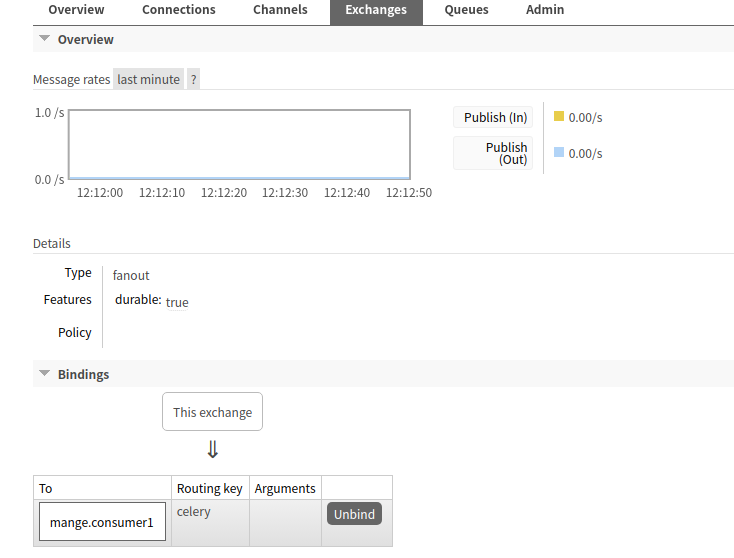 Overview Connections Channels Exchanges Queues Admin
Overview
Message rates last minute ?
1.0 /s
0.0 /s
12:12:00 12:12:10 12:12:20 12:12:30 12:12:40 12:12:50
Publish (In) 0.00/s
Publish
(Out) 0.00/s
Details
Type fanout
Features durable: true
Policy
Bindings
This exchange
⇓
To Routing key Arguments
mange.consumer1 celery Unbind